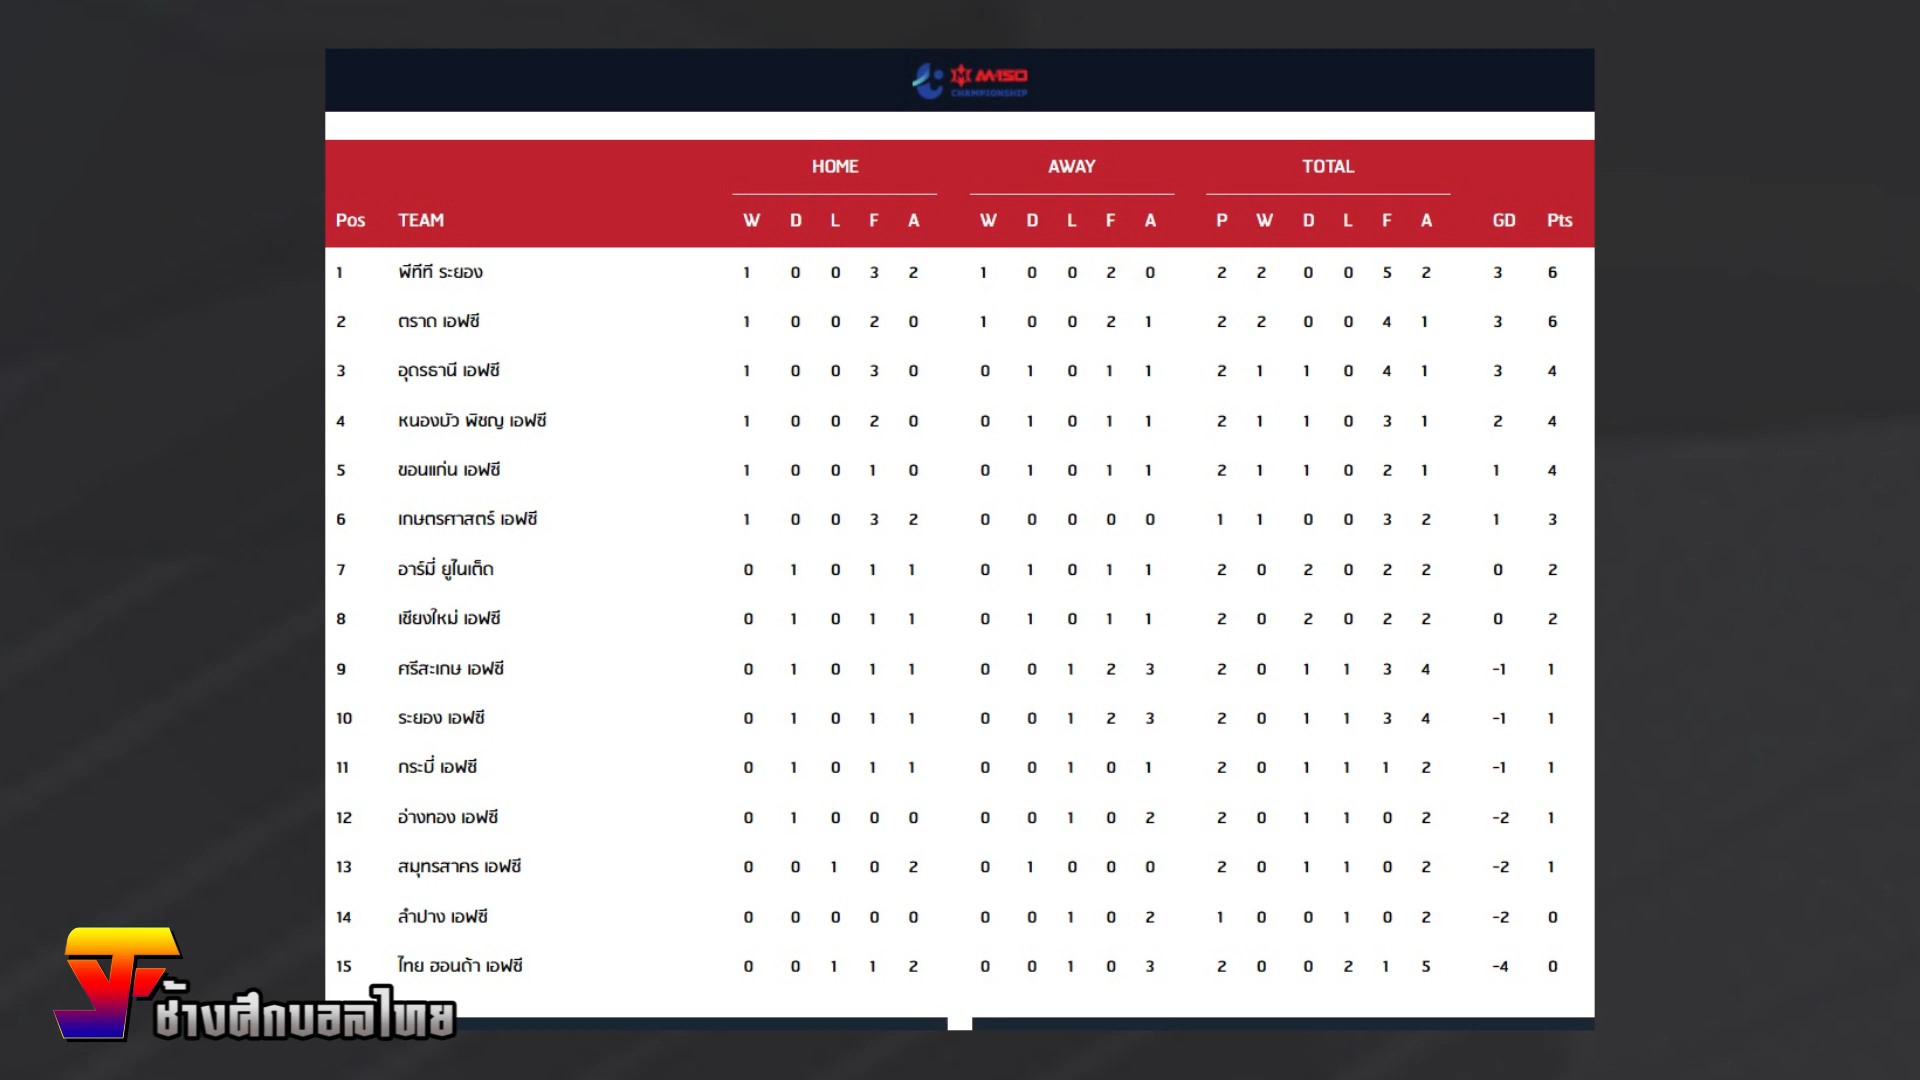 M-150
CHAMPIONSHIP
HOME AWAY TOTAL
Pos TEAM W D L F A W D L F A P W D L F A GD Pts
1 พีทีที ระยอง 1 0 0 3 2 1 0 0 2 0 2 2 0 0 5 2 3 6
2 ตราด เอฟซี 1 0 0 2 0 1 0 0 2 1 2 2 0 0 4 1 3 6
3 อุดรธานี เอฟซี 1 0 0 3 0 0 1 0 1 1 2 1 1 0 4 1 3 4
4 หนองบัว พิชญ เอฟซี 1 0 0 2 0 0 1 0 1 1 2 1 1 0 3 1 2 4
5 ขอนแก่น เอฟซี 1 0 0 1 0 0 1 0 1 1 2 1 1 0 2 1 1 4
6 เกษตรศาสตร์ เอฟซี 1 0 0 3 2 0 0 0 0 0 1 1 0 0 3 2 1 3
7 อาร์มี่ ยูไนเต็ด 0 1 0 1 1 0 1 0 1 1 2 0 2 0 2 2 0 2
8 เชียงใหม่ เอฟซี 0 1 0 1 1 0 1 0 1 1 2 0 2 0 2 2 0 2
9 ศรีสะเกษ เอฟซี 0 1 0 1 1 0 0 1 2 3 2 0 1 1 3 4 -1 1
10 ระยอง เอฟซี 0 1 0 1 1 0 0 1 2 3 2 0 1 1 3 4 -1 1
11 กระบี่ เอฟซี 0 1 0 1 1 0 0 1 0 1 2 0 1 1 1 2 -1 1
12 อ่างทอง เอฟซี 0 1 0 0 0 0 0 1 0 2 2 0 1 1 0 2 -2 1
13 สมุทรสาคร เอฟซี 0 0 1 0 2 0 1 0 0 0 2 0 1 1 0 2 -2 1
14 ลำปาง เอฟซี 0 0 0 0 0 0 0 1 0 2 1 0 0 1 0 2 -2 0
15 ไทย ฮอนด้า เอฟซี 0 0 1 1 2 0 0 1 0 3 2 0 0 2 1 5 -4 0
ช้างศึกบอลไทย